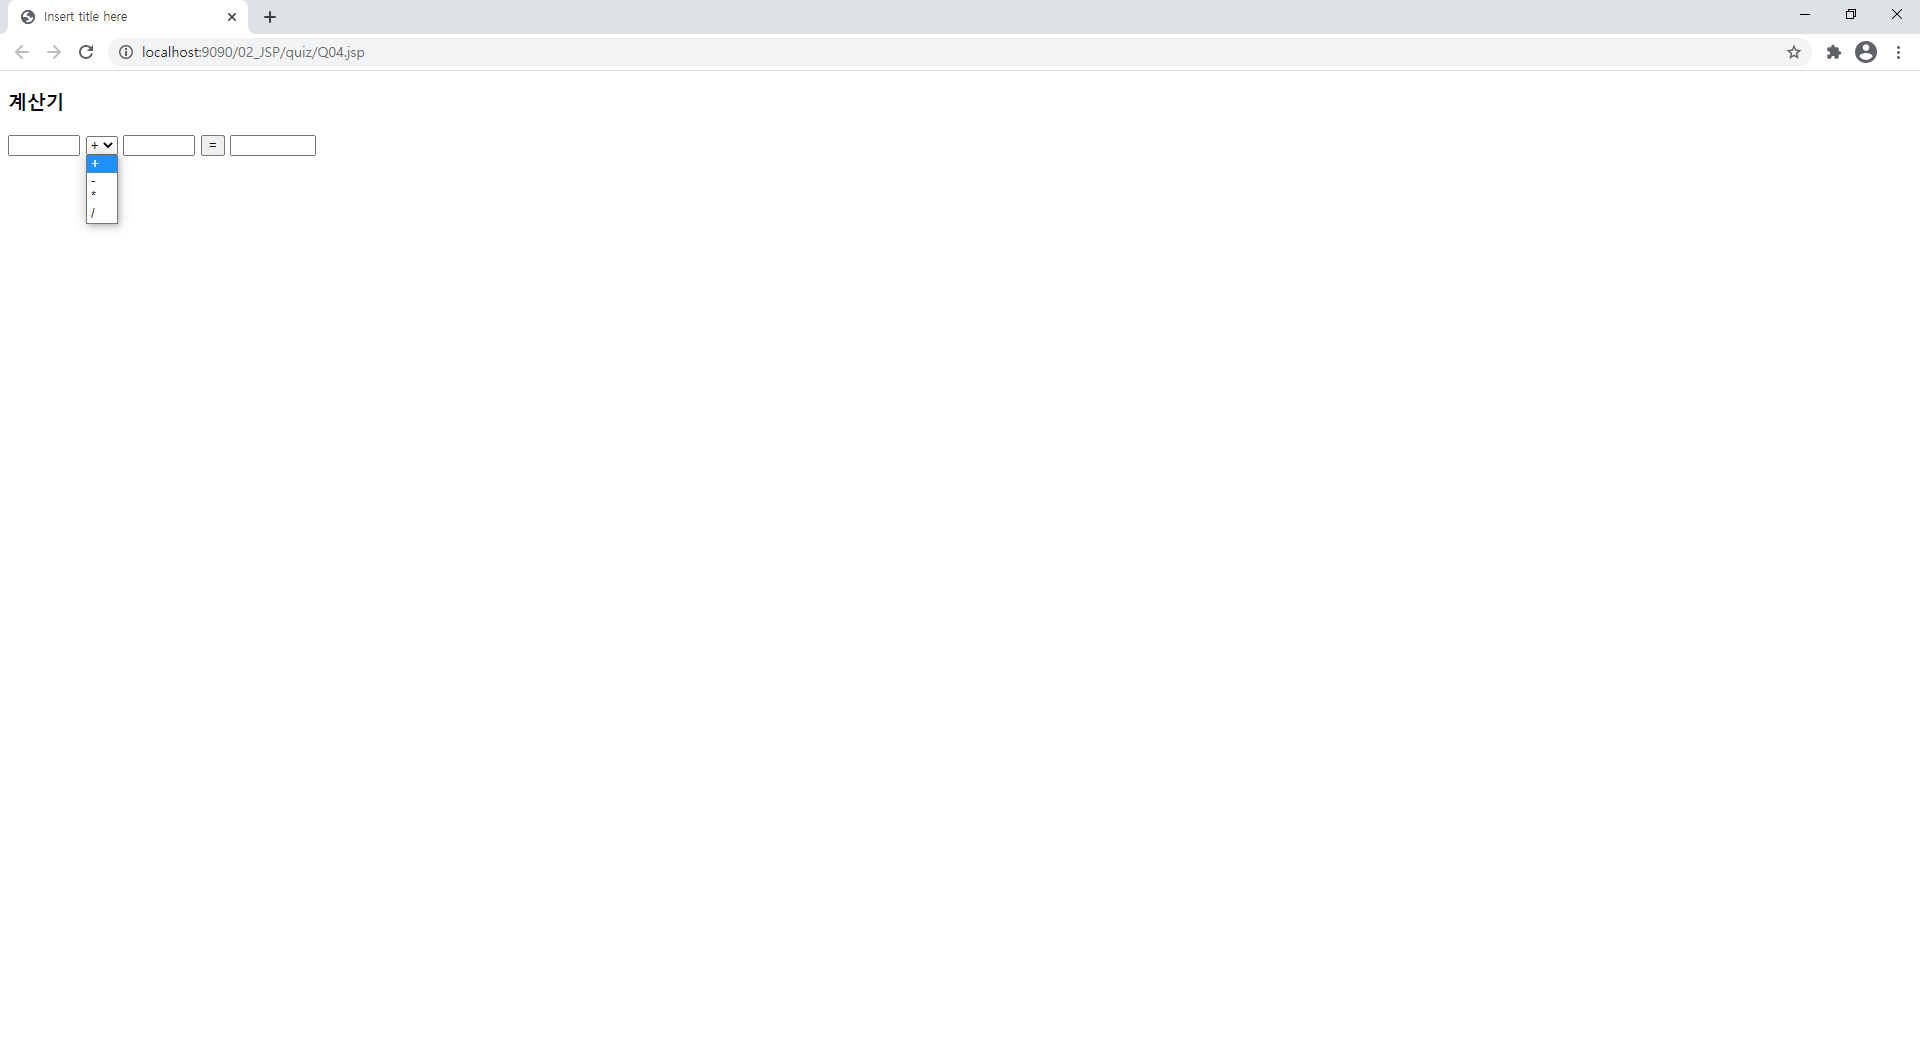 Insert title here
localhost:9090/02_JSP/quiz/Q04.jsp
계산기
+ =
+
-
*
/